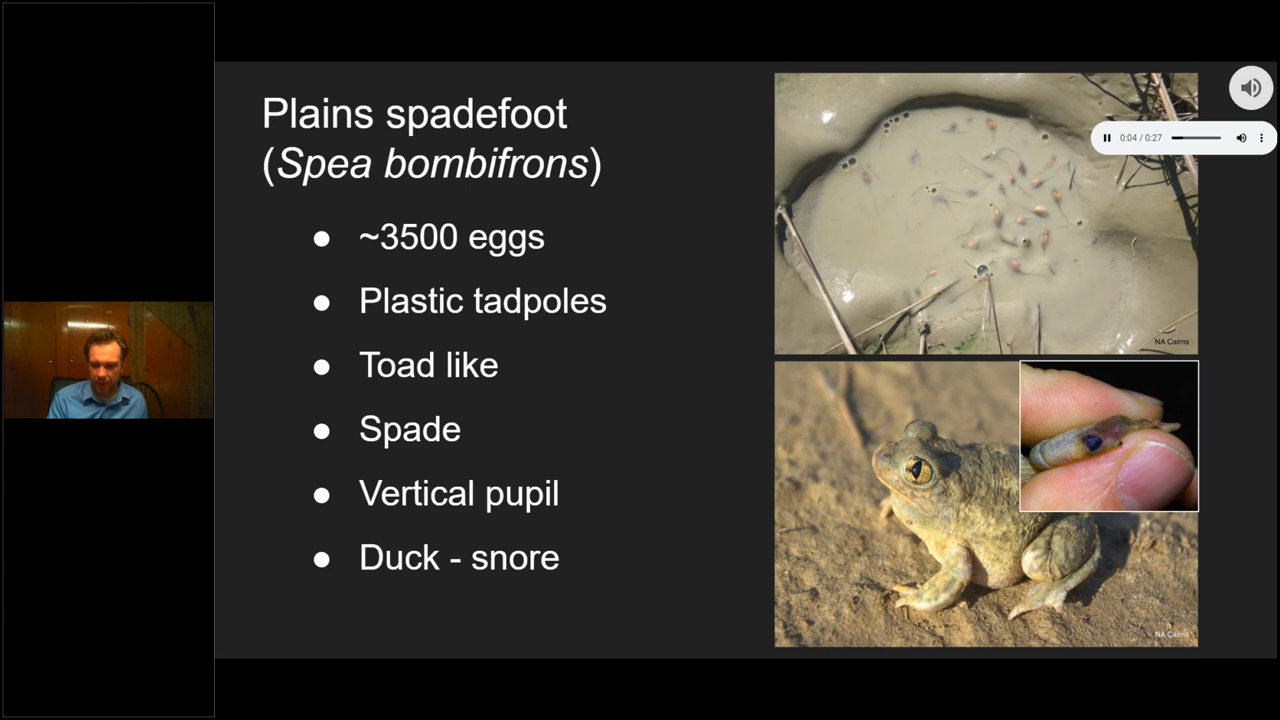 Plains spadefoot
(Spea bombifrons)
● ~3500 eggs
● Plastic tadpoles
● Toad like
● Spade
● Vertical pupil
● Duck - snore
0:04 / 0:27
NA Cairns
NA Cairns